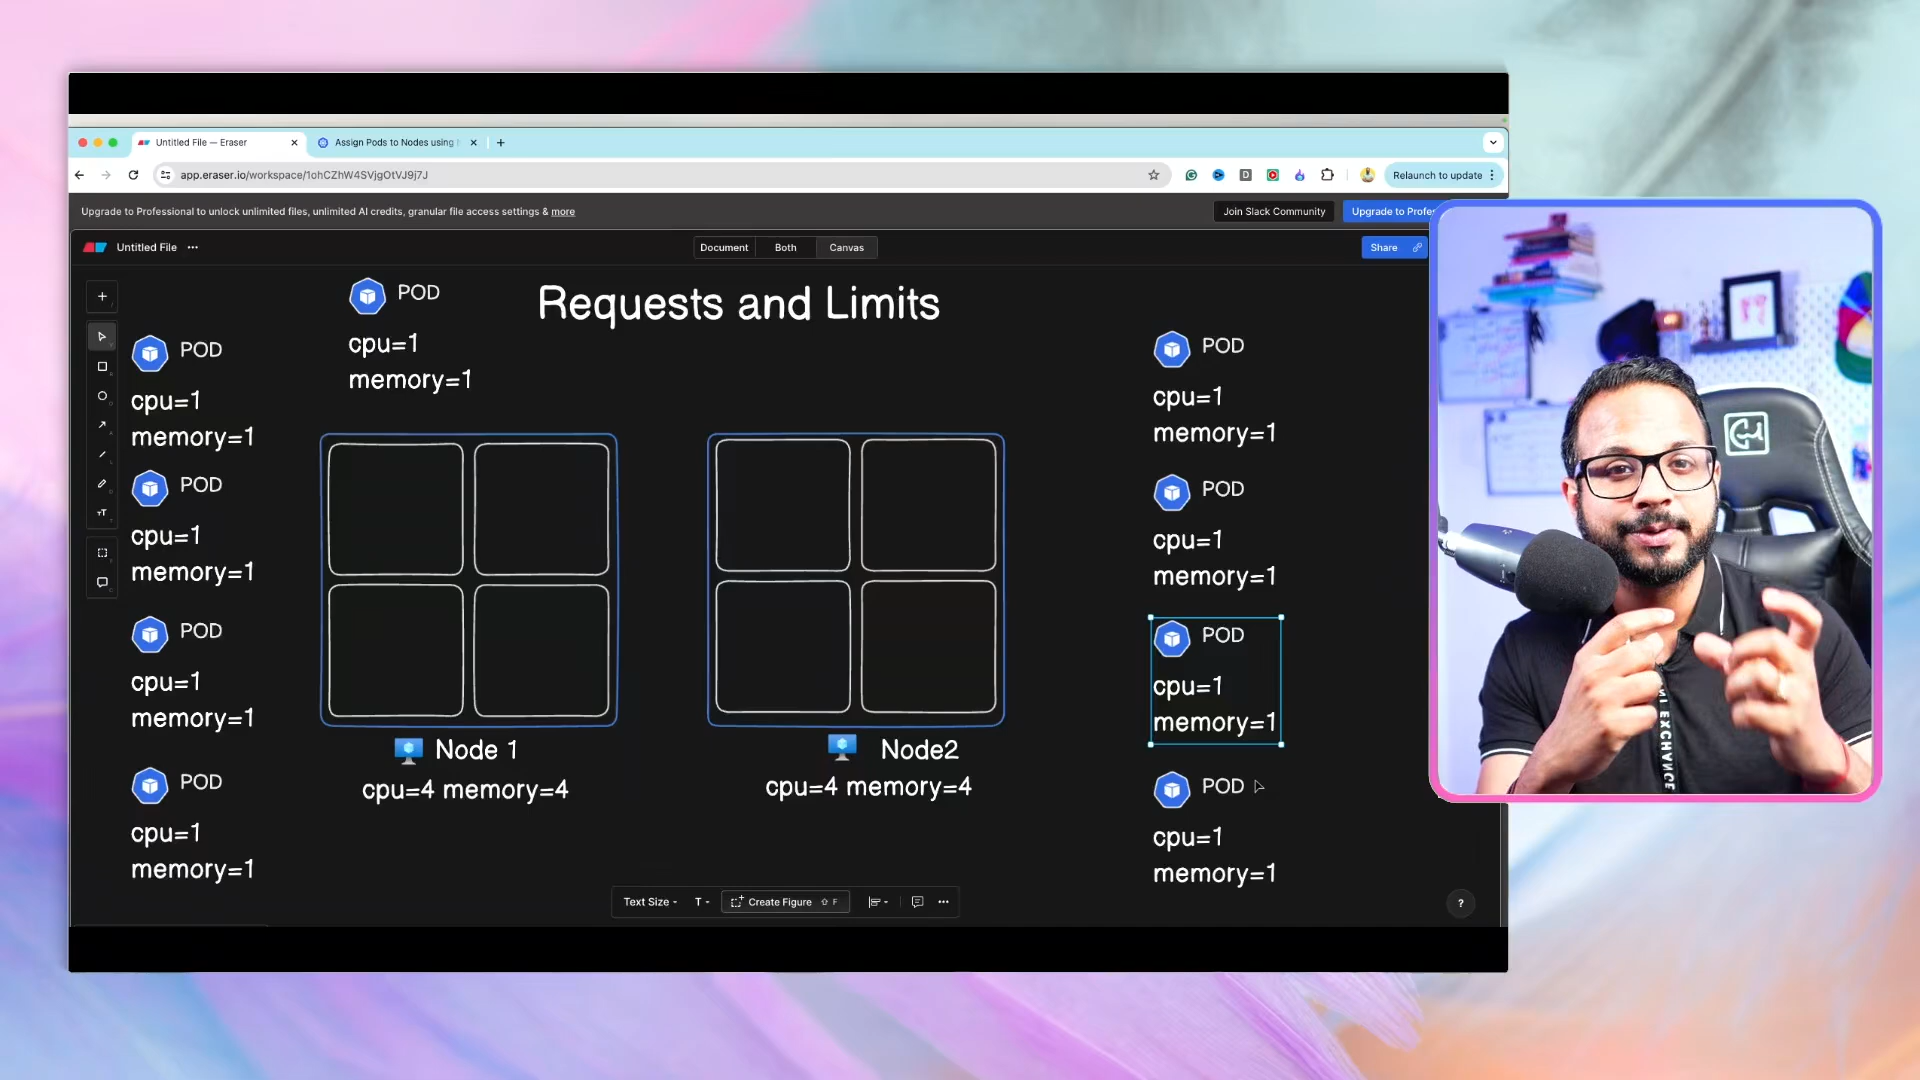 Untitled File — Eraser
Assign Pods to Nodes using
app.eraser.io/workspace/1ohCZhW4SVjgOtVJ9j7J
Relaunch to update
Upgrade to Professional to unlock unlimited files, unlimited AI credits, granular file access settings & more
Join Slack Community
Upgrade to Profes
Untitled File
Document
Both
Canvas
Share
Requests and Limits
POD
cpu=1
memory=1
POD
cpu=1
memory=1
POD
cpu=1
memory=1
POD
cpu=1
memory=1
POD
cpu=1
memory=1
Node 1
cpu=4 memory=4
Node2
cpu=4 memory=4
POD
cpu=1
memory=1
POD
cpu=1
memory=1
POD
cpu=1
memory=1
POD
cpu=1
memory=1
Text Size
T
Create Figure
F
?